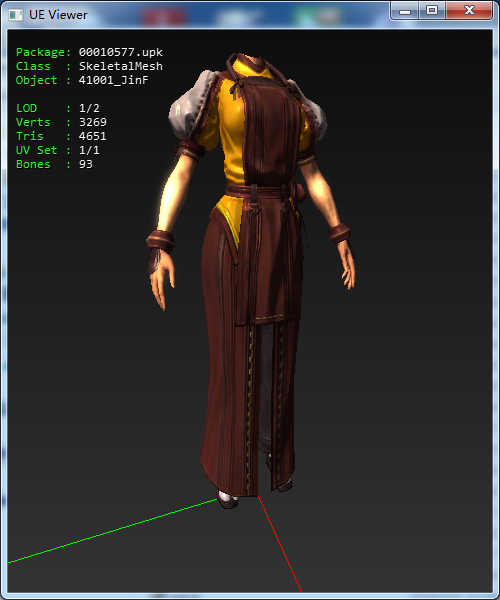 UE Viewer
Package: 00010577.upk
Class : SkeletalMesh
Object : 41001_JinF
LOD : 1/2
Verts : 3269
Tris : 4651
UV Set : 1/1
Bones : 93